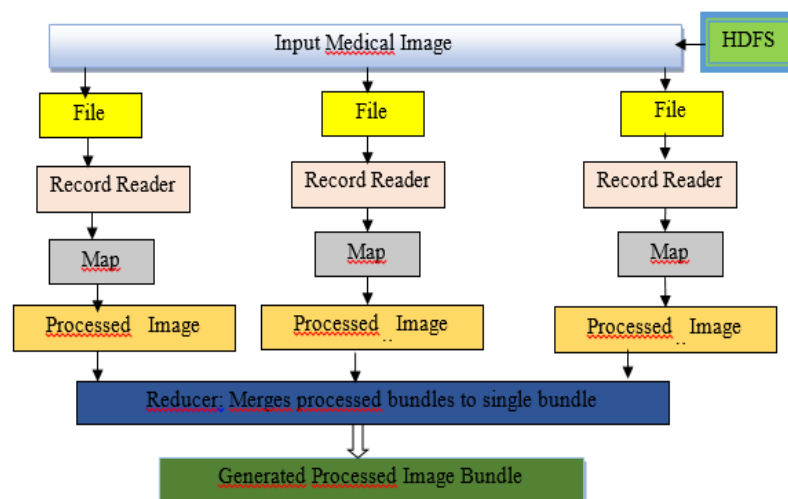 Input Medical Image
HDFS
File
File
File
Record Reader
Record Reader
Record Reader
Map
Map
Map
Processed Image
Processed Image
..
Processed Image
..
Reducer: Merges processed bundles to single bundle
Generated Processed Image Bundle